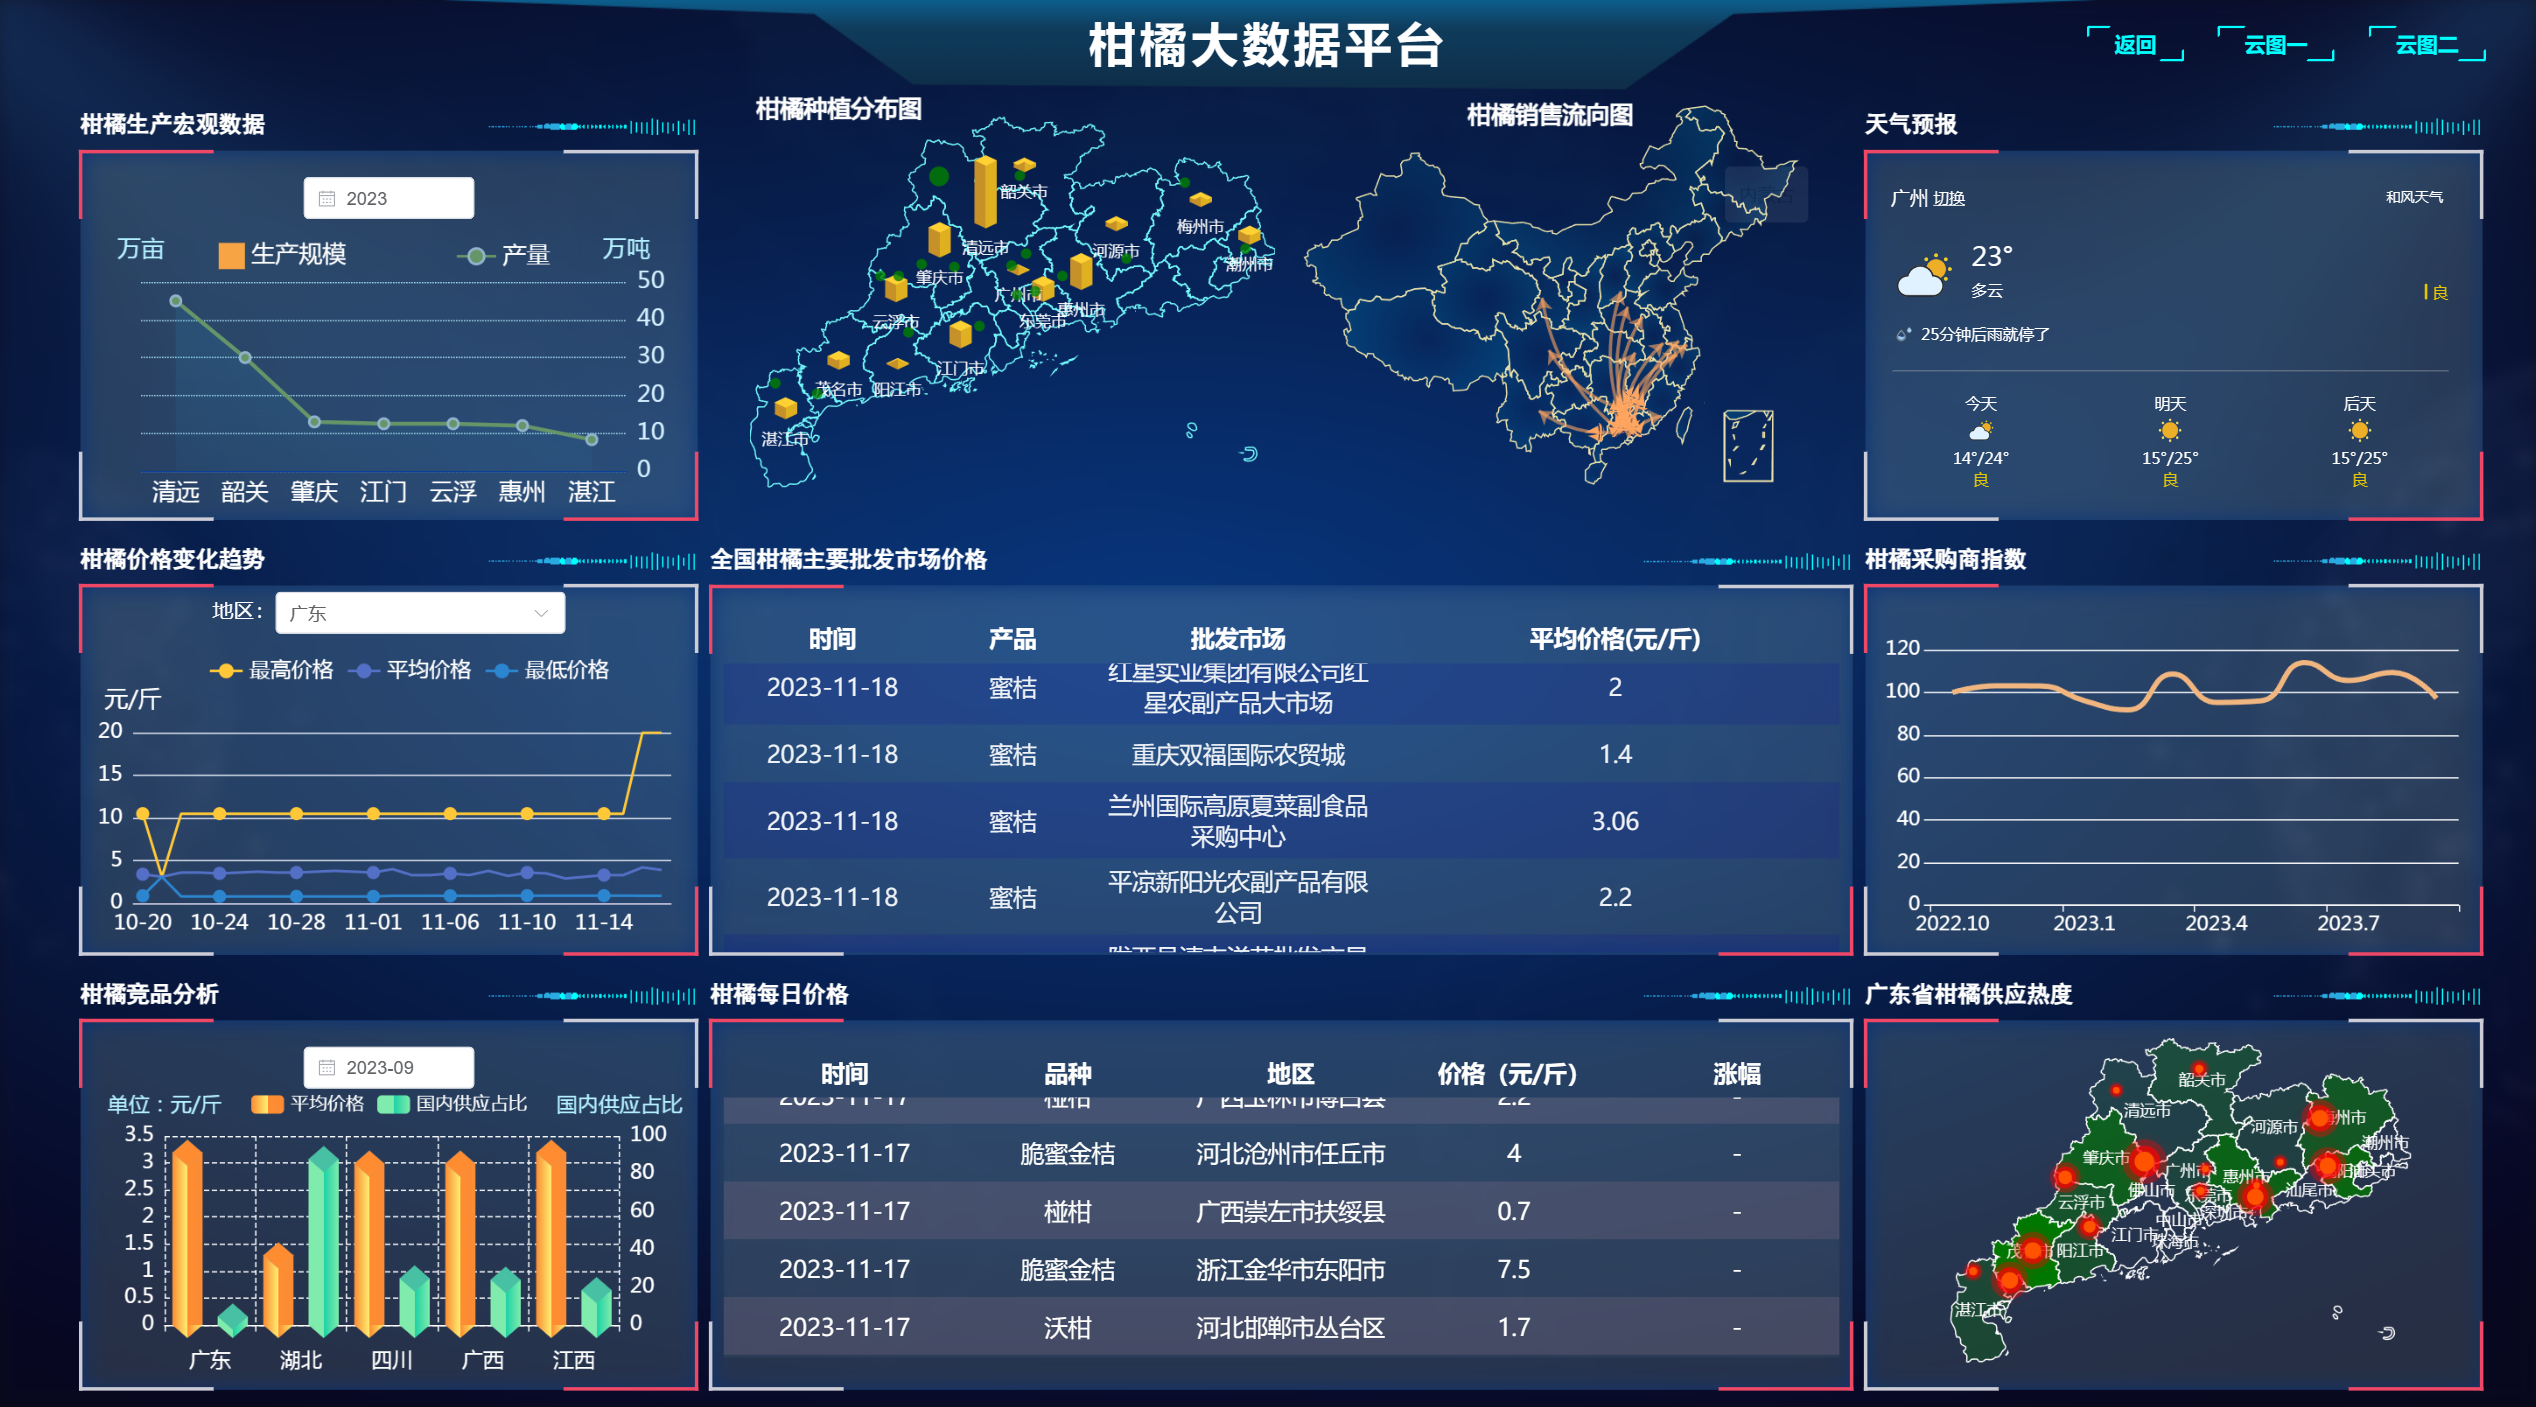 柑橘大数据平台
返回
云图一
云图二
柑橘生产宏观数据
2023
万亩
生产规模
产量
万吨
50
40
30
20
10
0
清远 韶关 肇庆 江门 云浮 惠州 湛江
柑橘种植分布图
韶关市
梅州市
清远市
河源市
潮州市
肇庆市
广州市
惠州市
东莞市
云浮市
江门市
茂名市
阳江市
湛江市
柑橘销售流向图
天气预报
广州 切换
和风天气
23°
多云
良
25分钟后雨就停了
今天 明天 后天
14°/24° 15°/25° 15°/25°
良 良 良
柑橘价格变化趋势
地区：
广东
最高价格 平均价格 最低价格
元/斤
20
15
10
5
0
10-20 10-24 10-28 11-01 11-06 11-10 11-14
全国柑橘主要批发市场价格
时间 产品 批发市场 平均价格(元/斤)
2023-11-18 蜜桔 红星实业集团有限公司红
星农副产品大市场 2
2023-11-18 蜜桔 重庆双福国际农贸城 1.4
2023-11-18 蜜桔 兰州国际高原夏菜副食品
采购中心 3.06
2023-11-18 蜜桔 平凉新阳光农副产品有限
公司 2.2
柑橘采购商指数
120
100
80
60
40
20
0
2022.10 2023.1 2023.4 2023.7
柑橘竞品分析
2023-09
单位：元/斤
平均价格
国内供应占比
国内供应占比
3.5
3
2.5
2
1.5
1
0.5
0
100
80
60
40
20
0
广东 湖北 四川 广西 江西
柑橘每日价格
时间 品种 地区 价格（元/斤） 涨幅
2023-11-17 椪柑 广西玉林市博白县 2.2 -
2023-11-17 脆蜜金桔 河北沧州市任丘市 4 -
2023-11-17 椪柑 广西崇左市扶绥县 0.7 -
2023-11-17 脆蜜金桔 浙江金华市东阳市 7.5 -
2023-11-17 沃柑 河北邯郸市丛台区 1.7 -
广东省柑橘供应热度
韶关市
清远市
河源市
梅州市
潮州市
肇庆市
广州市
惠州市
汕头市
佛山市
东莞市
汕尾市
云浮市
深圳市
中山市
江门市
珠海市
阳江市
湛江市